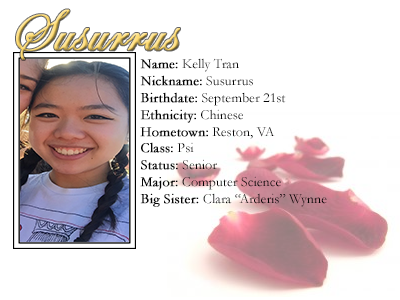 Susurrus
Name: Kelly Tran
Nickname: Susurrus
Birthdate: September 21st
Ethnicity: Chinese
Hometown: Reston, VA
Class: Psi
Status: Senior
Major: Computer Science
Big Sister: Clara “Arderis” Wynne